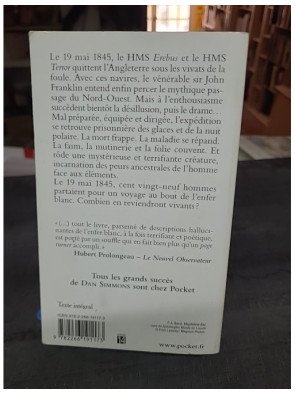 Le 19 mai 1845, le HMS Erebus et le HMS
Terror quittent l'Angleterre sous les vivats de la
foule. Avec ces navires, le vénérable sir John
Franklin entend enfin percer le mythique pas-
sage du Nord-Ouest. Mais à l'enthousiasme
succèdent bientôt la désillusion, puis le drame...
Mal préparée, équipée et dirigée, l'expédition
se retrouve prisonnière des glaces et de la nuit
polaire. La mort frappe. La maladie se répand.
La faim, la mutinerie et la folie couvent. Et
rôde une mystérieuse et terrifiante créature,
incarnation des peurs ancestrales de l'homme
face aux éléments.
Le 19 mai 1845, cent vingt-neuf hommes
partaient pour un voyage au bout de l'enfer
blanc. Combien en reviendront vivants ?
« (...) tout le livre, parsemé de descriptions halluci-
nantes de l'enfer blanc, à la fois terrifiante et poétique,
est porté par un souffle qui en fait bien plus qu'un page
turner accompli. »
Hubert Prolongeau – Le Nouvel Observateur
Tous les grands succès
de DAN SIMMONS sont chez Pocket
Texte intégral
9 782266 191173
14
www.pocket.fr